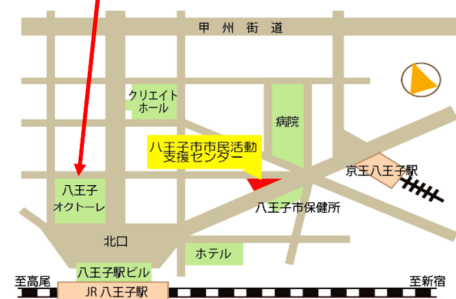 甲州街道
クリエイト
ホール
病院
八王子市市民活動
支援センター
京王八王子駅
八王子
オクトーレ
八王子市保健所
北口
ホテル
八王子駅ビル
至高尾
JR八王子駅
至新宿